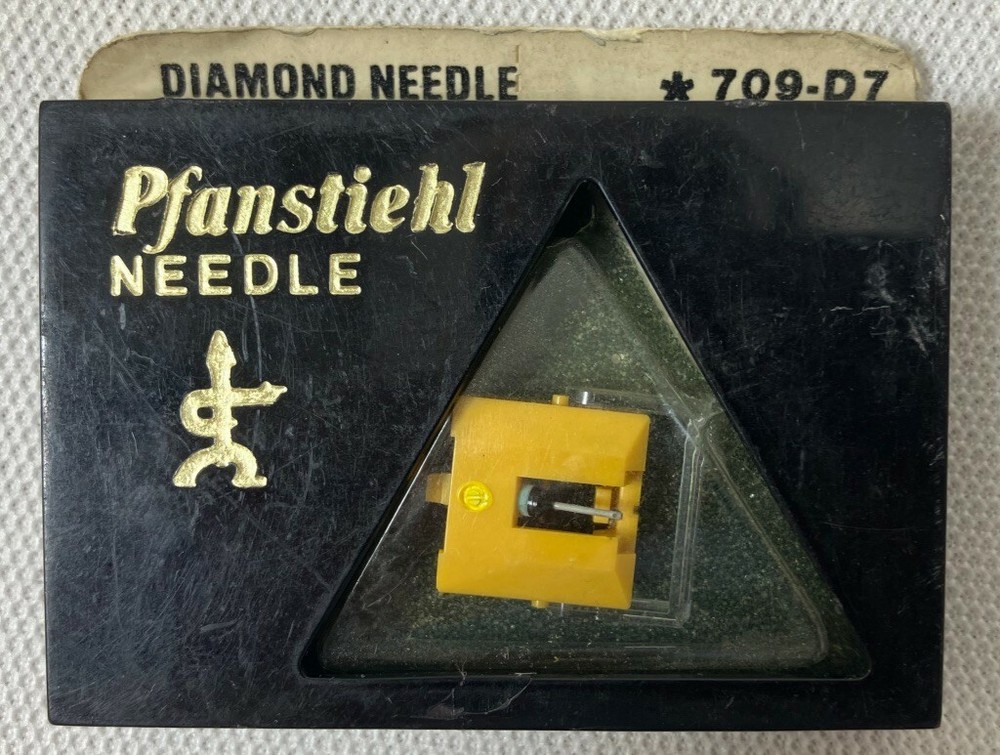 DIAMOND NEEDLE * 709-D7
Pfanstiehl
NEEDLE